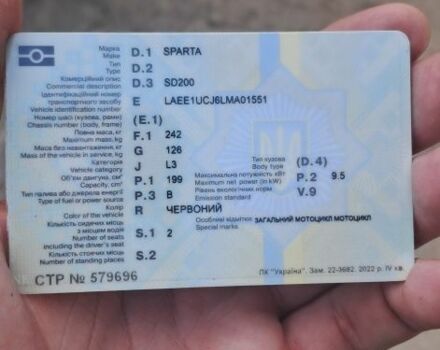 Марка D.1 SPARTA
Make
Тип D.2
Type
Комерційний опис D.3 SD200
Commercial description
Ідентифікаційний номер
транспортного засобу E LAEE1UCJ6LMA01551
Vehicle identification number
Номер шасі (кузова, рами) (E.1)
Chassis number (body, frame)
Повна маса, кг F.1 242
Maximum mass, kg
Маса без навантаження, кг G 126
Mass of the vehicle in service, kg
Категорія J L3 Тип кузова (D.4)
Vehicle category Body type
Об'єм двигуна, см P.1 199 Максимальна потужність кВт P.2 9.5
Capacity, cm Maximum net power (in kW)
Тип палива або джерела енергії P.3 B Рівень екологічних норм V.9
Type of fuel or power source Emission standard
Колір R ЧЕРВОНИЙ
Color of the vehicle Особливі відмітки ЗАГАЛЬНИЙ МОТОЦИКЛ МОТОЦИКЛ
Кількість сидячих місць Special marks
з місцем водія S.1 2
Number of seats
including the driver's seat
Кількість стоячих місць S.2
Number of standing places
СТР № 579696
ПК "Україна". Зам. 22-3682. 2022 р. IV кв.